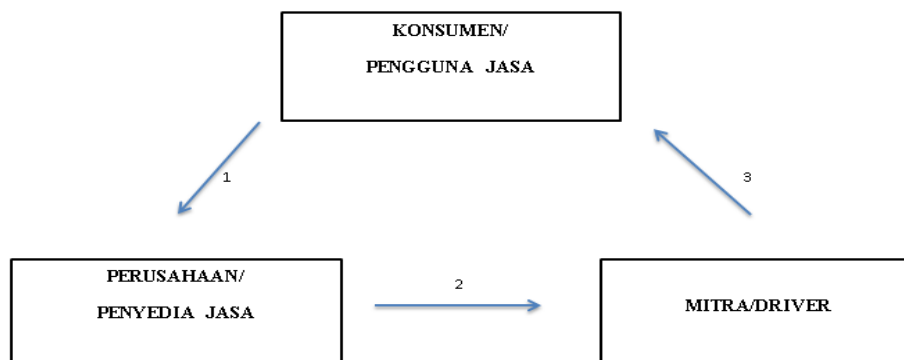 KONSUMEN/
PENGGUNA JASA
1
3
PERUSAHAAN/
PENYEDIA JASA
2
MITRA/DRIVER